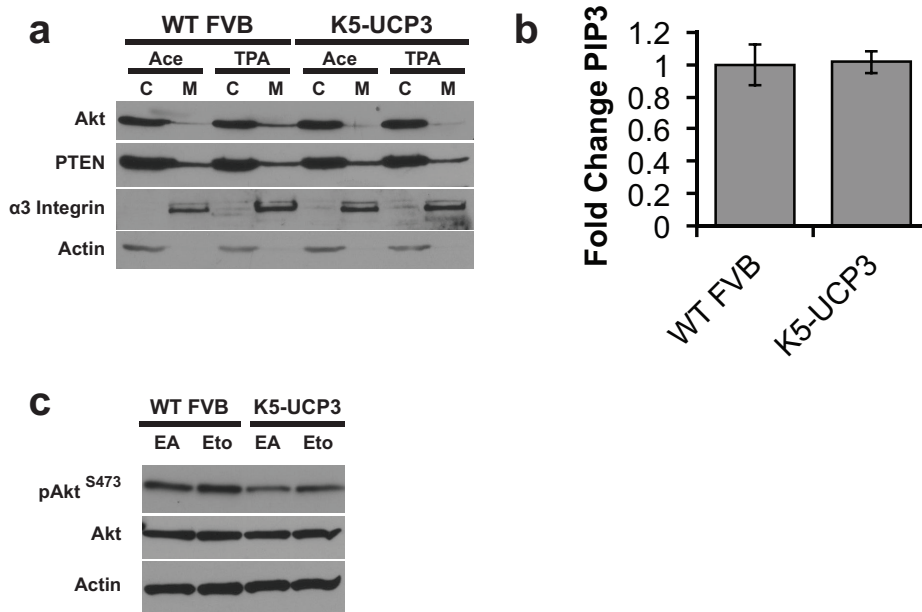 a
WT FVB K5-UCP3
Ace TPA Ace TPA
C M C M C M C M
Akt
PTEN
α3 Integrin
Actin
b
Fold Change PIP3
1.2
1
0.8
0.6
0.4
0.2
0
WT FVB
K5-UCP3
c
WT FVB K5-UCP3
EA Eto EA Eto
pAkt S473
Akt
Actin